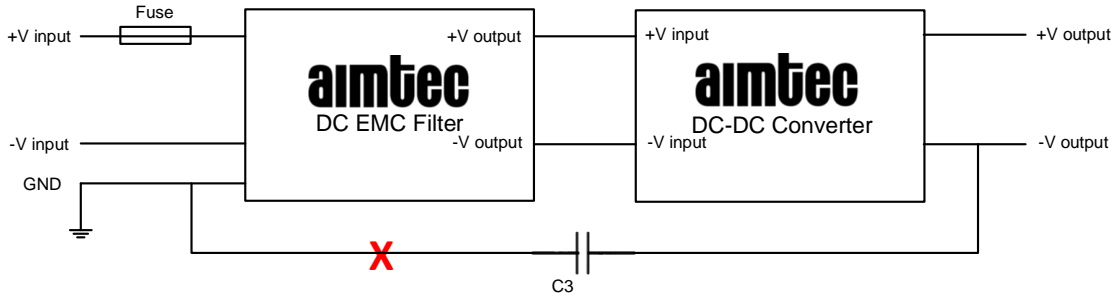 Fuse
+V input
+V output
+V input
+V output
aimtec
aimtec
DC EMC Filter
DC-DC Converter
-V input
-V output
-V input
-V output
GND
X
C3